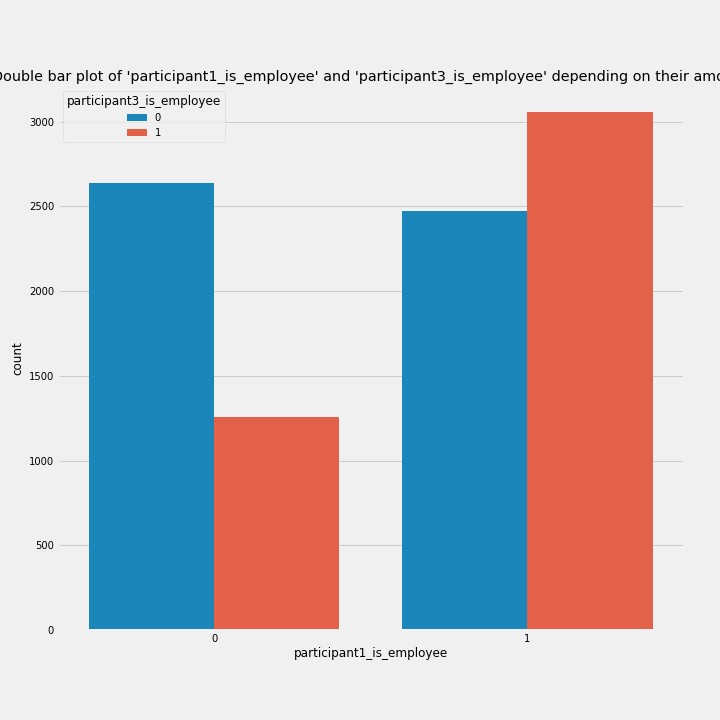 Double bar plot of 'participant1_is_employee' and 'participant3_is_employee' depending on their
participant3_is_employee
0
1
3000
2500
2000
1500
1000
500
0
count
0
1
participant1_is_employee